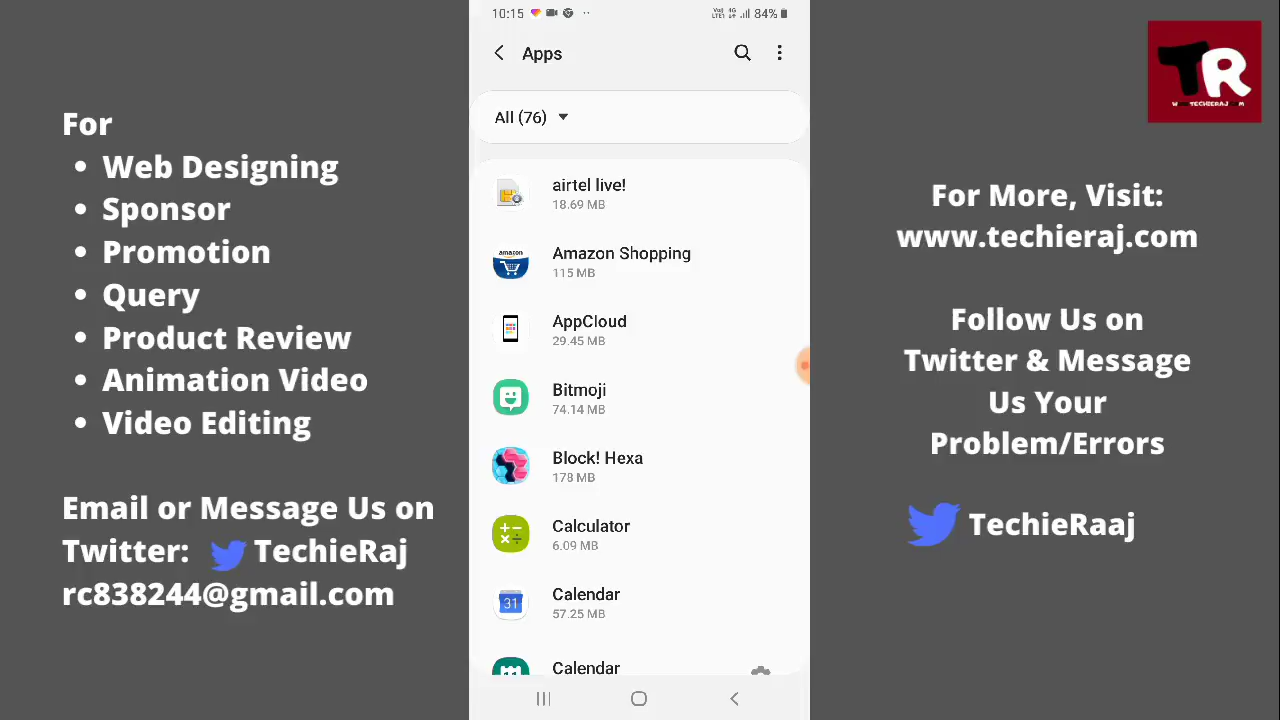 For
• Web Designing
• Sponsor
• Promotion
• Query
• Product Review
• Animation Video
• Video Editing
Email or Message Us on
Twitter: TechieRaj
rc838244@gmail.com
10:15
84%
Apps
All (76)
airtel live!
18.69 MB
Amazon Shopping
115 MB
AppCloud
29.45 MB
Bitmoji
74.14 MB
Block! Hexa
178 MB
Calculator
6.09 MB
31
Calendar
57.25 MB
Calendar
TR
For More, Visit:
www.techieraj.com
Follow Us on
Twitter & Message
Us Your
Problem/Errors
TechieRaaj